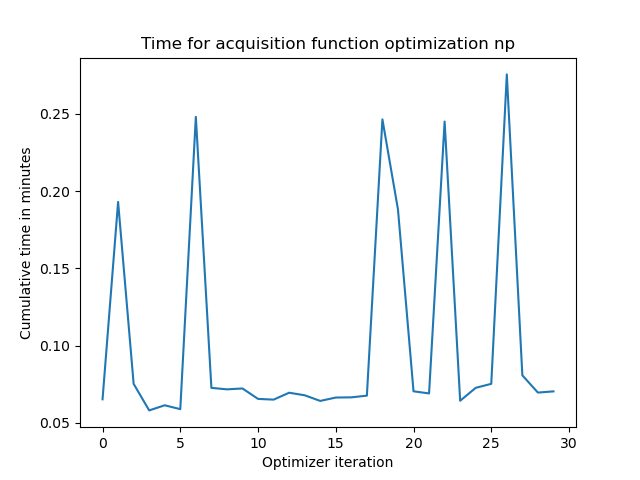 Time for acquisition function optimization np
Cumulative time in minutes
0.25
0.20
0.15
0.10
0.05
0 5 10 15 20 25 30
Optimizer iteration